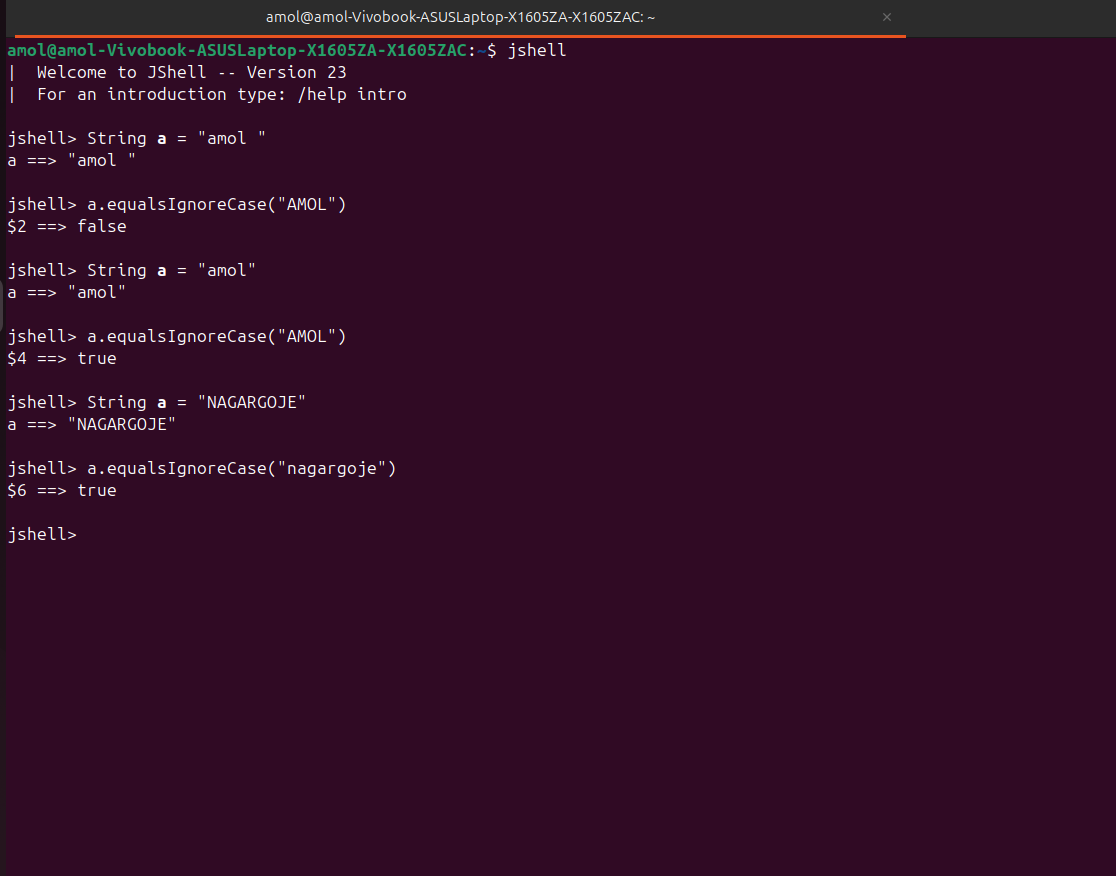 amol@amol-Vivobook-ASUSLaptop-X1605ZA-X1605ZAC: ~
amol@amol-Vivobook-ASUSLaptop-X1605ZA-X1605ZAC:~$ jshell
|  Welcome to JShell -- Version 23
|  For an introduction type: /help intro
jshell> String a = "amol "
a ==> "amol "
jshell> a.equalsIgnoreCase("AMOL")
$2 ==> false
jshell> String a = "amol"
a ==> "amol"
jshell> a.equalsIgnoreCase("AMOL")
$4 ==> true
jshell> String a = "NAGARGOJE"
a ==> "NAGARGOJE"
jshell> a.equalsIgnoreCase("nagargoje")
$6 ==> true
jshell>